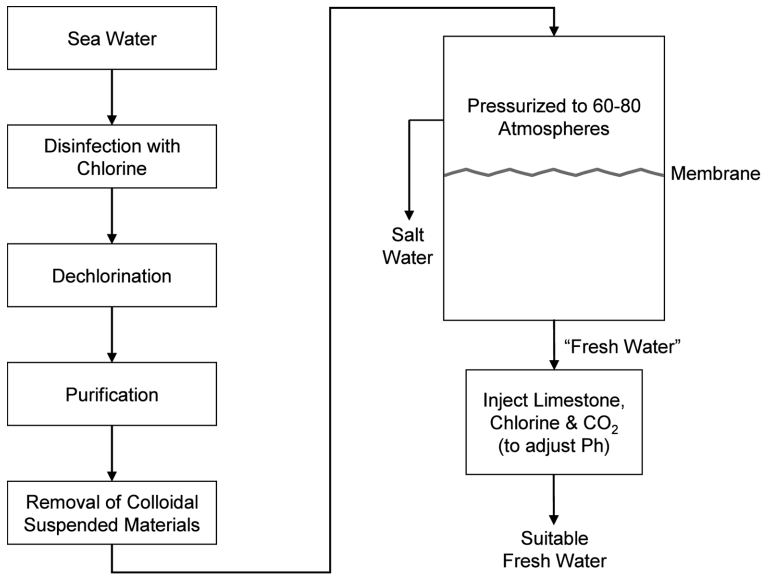 Sea Water
Disinfection with
Chlorine
Dechlorination
Purification
Removal of Colloidal
Suspended Materials
Pressurized to 60-80
Atmospheres
Membrane
Salt
Water
“Fresh Water”
Inject Limestone,
Chlorine & CO₂
(to adjust Ph)
Suitable
Fresh Water